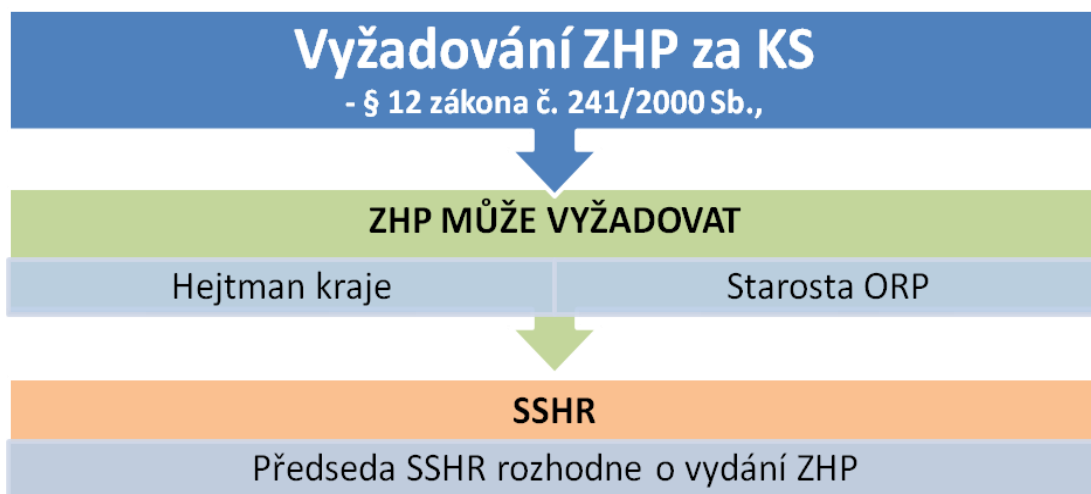 Vyžadování ZHP za KS
- § 12 zákona č. 241/2000 Sb.,
ZHP MŮŽE VYŽADOVAT
Hejtman kraje
Starosta ORP
SSHR
Předseda SSHR rozhodne o vydání ZHP